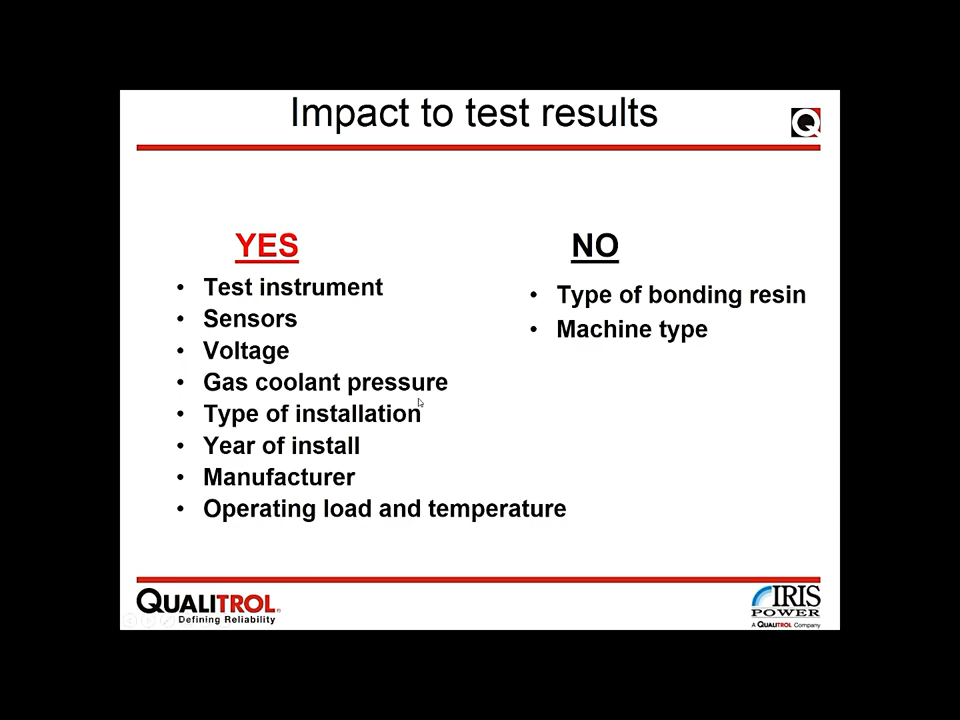 Impact to test results
Q
YES
• Test instrument
• Sensors
• Voltage
• Gas coolant pressure
• Type of installation
• Year of install
• Manufacturer
• Operating load and temperature
NO
• Type of bonding resin
• Machine type
QUALITROL®
Defining Reliability
IRIS
POWER
A QUALITROL Company